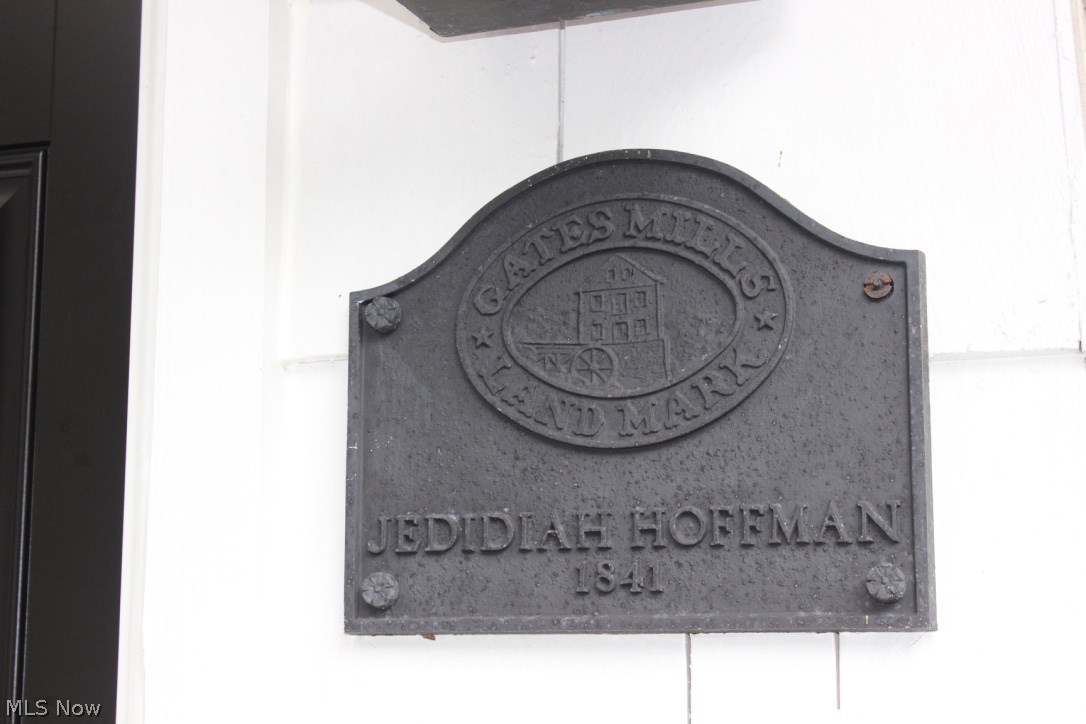 GATES MILLS
LAND MARK
JEDIDIAH HOFFMAN
1841
MLS Now